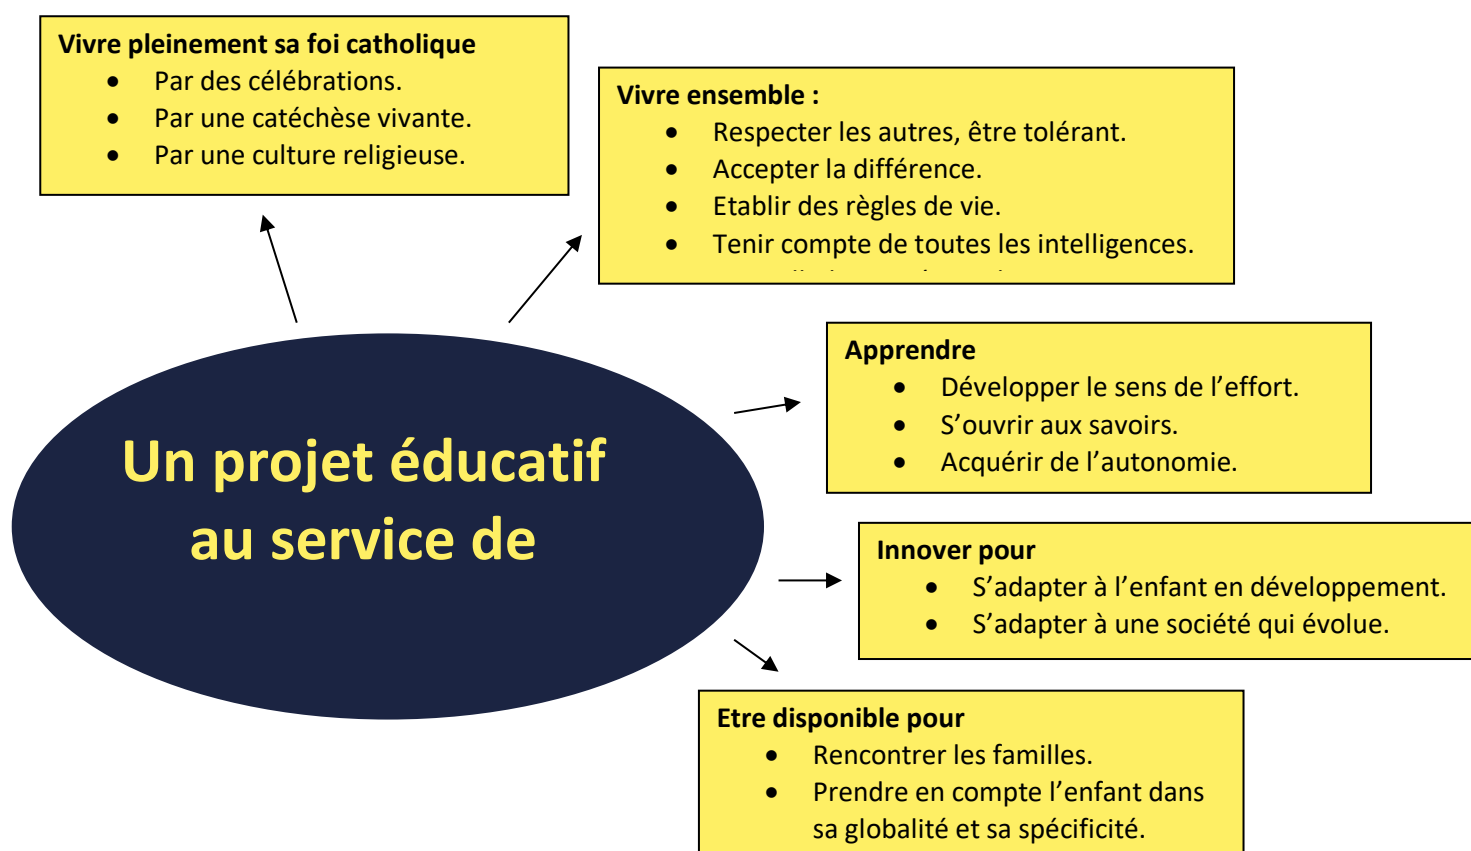 Vivre pleinement sa foi catholique
• Par des célébrations.
• Par une catéchèse vivante.
• Par une culture religieuse.
Vivre ensemble :
• Respecter les autres, être tolérant.
• Accepter la différence.
• Etablir des règles de vie.
• Tenir compte de toutes les intelligences.
Apprendre
• Développer le sens de l’effort.
• S’ouvrir aux savoirs.
• Acquérir de l’autonomie.
Un projet éducatif
au service de
Innover pour
• S’adapter à l’enfant en développement.
• S’adapter à une société qui évolue.
Etre disponible pour
• Rencontrer les familles.
• Prendre en compte l’enfant dans
sa globalité et sa spécificité.